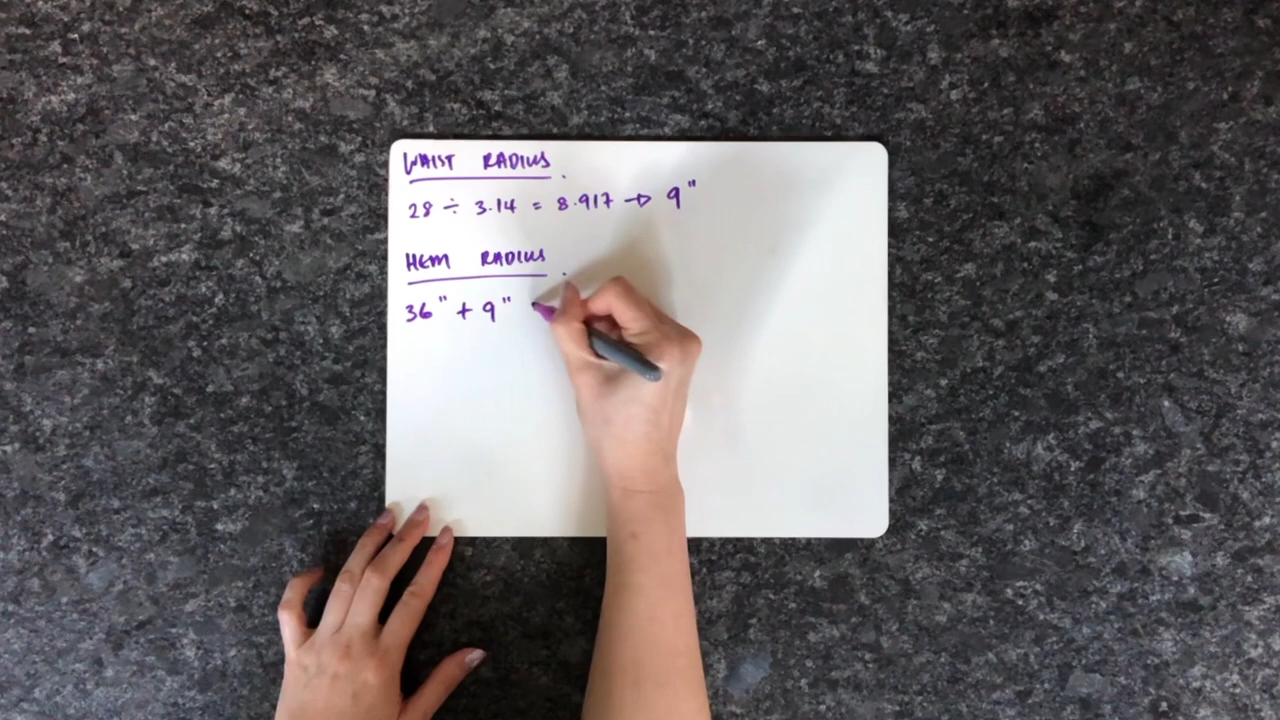 WAIST RADIUS.
28 ÷ 3.14 = 8.917 → 9"
HEM RADIUS.
36" + 9"